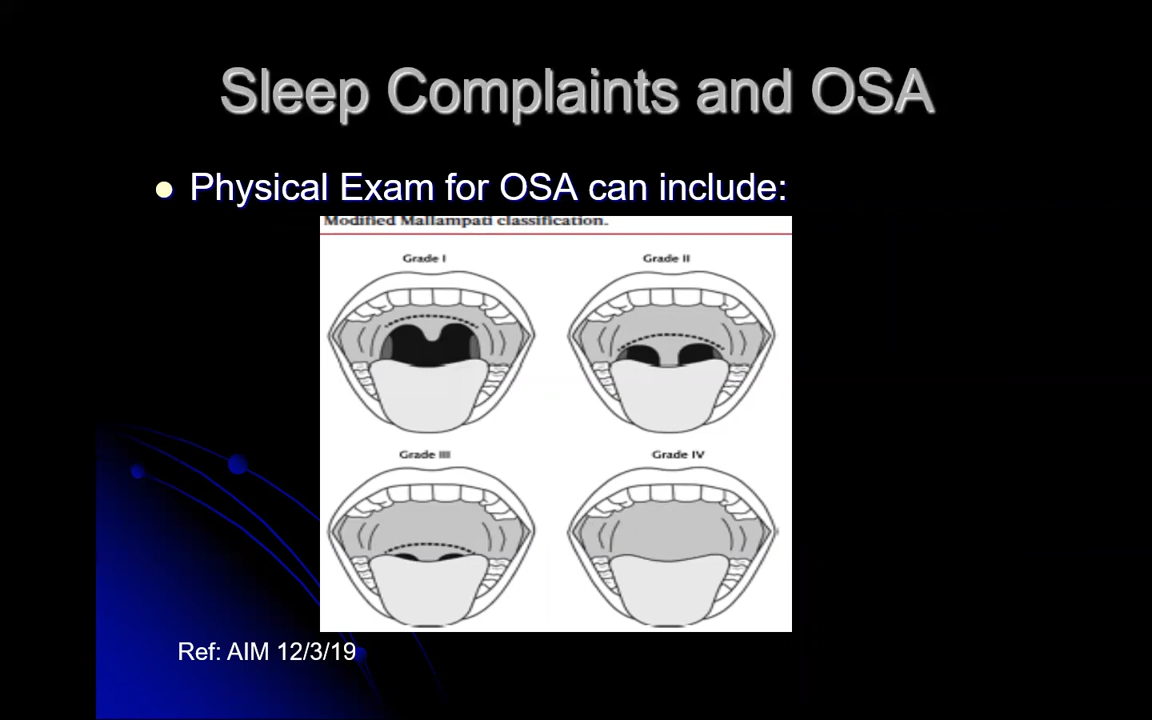 Sleep Complaints and OSA
Physical Exam for OSA can include:
Modified Mallampati classification.
Grade I
Grade II
Grade III
Grade IV
Ref: AIM 12/3/19